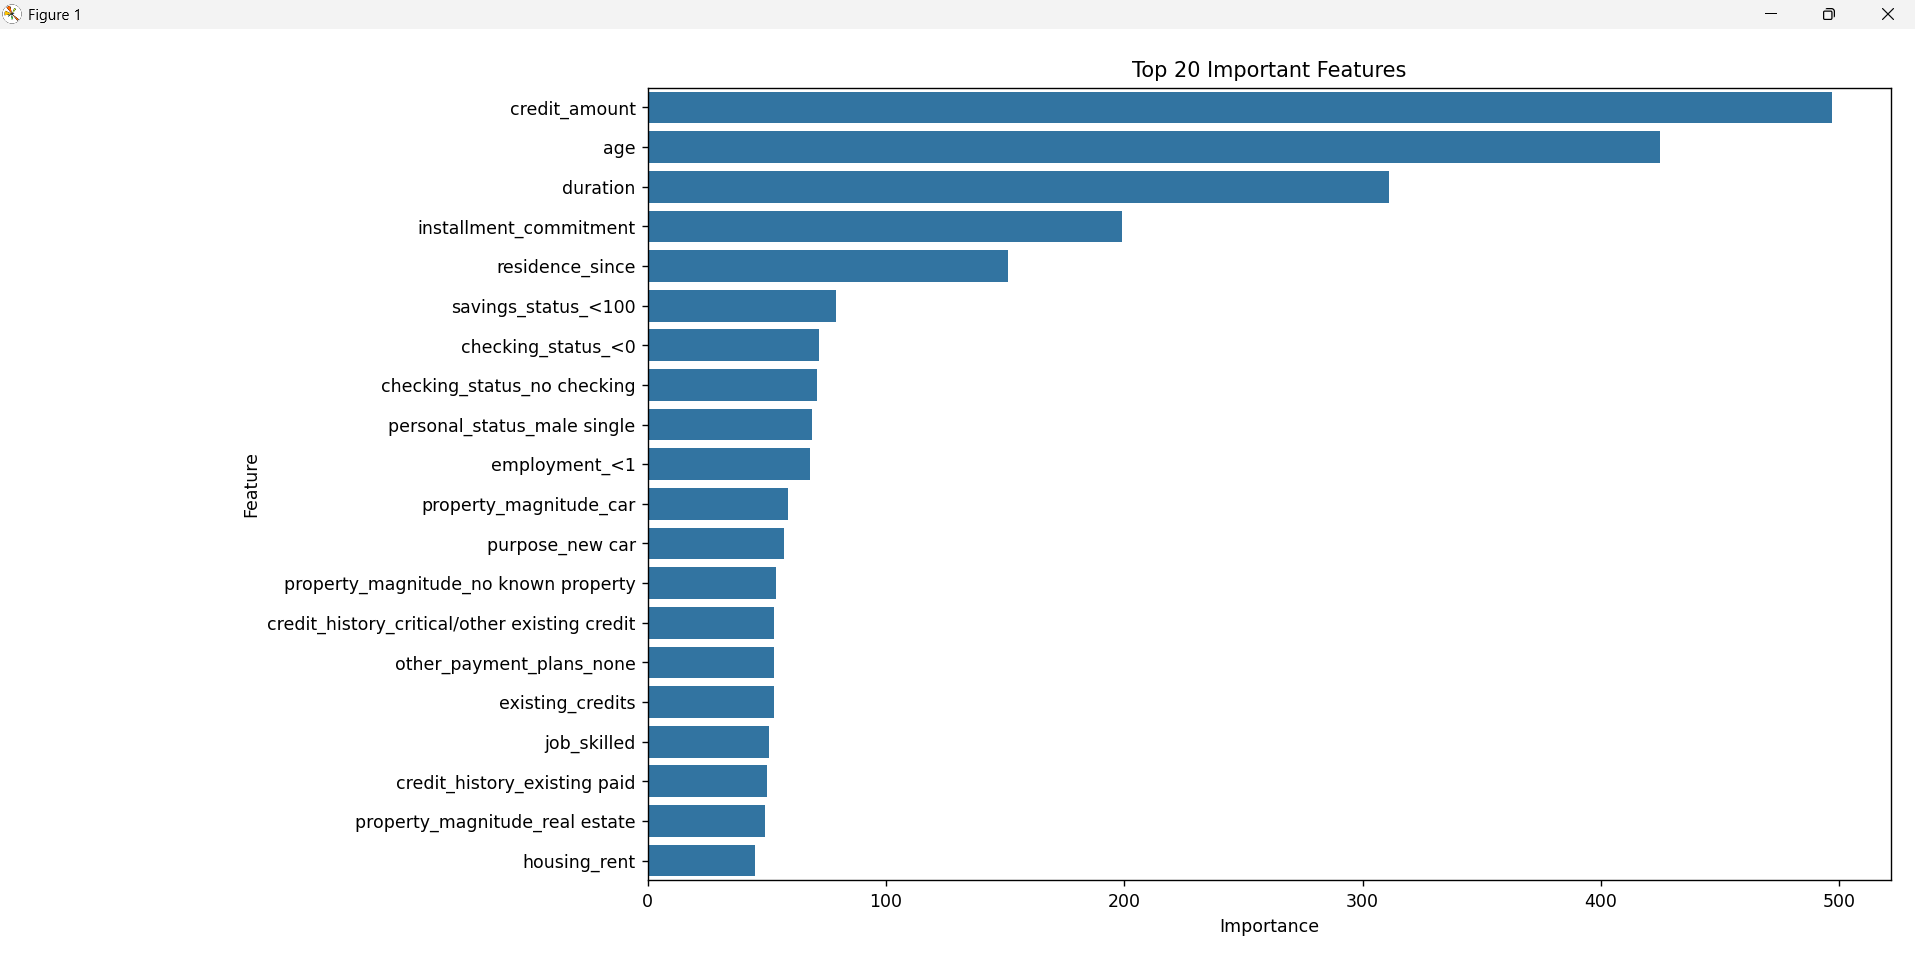 Figure 1
Top 20 Important Features
credit_amount
age
duration
installment_commitment
residence_since
savings_status_<100
checking_status_<0
checking_status_no checking
personal_status_male single
employment_<1
property_magnitude_car
purpose_new car
property_magnitude_no known property
credit_history_critical/other existing credit
other_payment_plans_none
existing_credits
job_skilled
credit_history_existing paid
property_magnitude_real estate
housing_rent
Feature
0 100 200 300 400 500
Importance